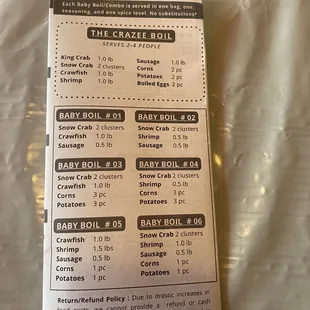 Each Baby Boil/Combo is served in one bag, one
seasoning, and one spice level. No substitutions*
THE CRAZEE BOIL
SERVES 2-4 PEOPLE
King Crab 1.0 lb
Snow Crab 2 clusters
Crawfish 1.0 lb
Shrimp 1.0 lb
Sausage 1.0 lb
Corns 2 pc
Potatoes 2 pc
Boiled Eggs 2 pc
BABY BOIL # 01
Snow Crab 2 clusters
Crawfish 1.0 lb
Sausage 0.5 lb
BABY BOIL # 02
Snow Crab 2 clusters
Shrimp 0.5 lb
Sausage 0.5 lb
BABY BOIL # 03
Snow Crab 2 clusters
Crawfish 1.0 lb
Corns 3 pc
Potatoes 3 pc
BABY BOIL # 04
Snow Crab 2 clusters
Shrimp 0.5 lb
Corns 3 pc
Potatoes 3 pc
BABY BOIL # 05
Crawfish 1.0 lb
Shrimp 1.5 lbs
Sausage 0.5 lb
Corns 1 pc
Potatoes 1 pc
BABY BOIL # 06
Snow Crab 2 clusters
Shrimp 1.0 lb
Sausage 0.5 lb
Corns 1 pc
Potatoes 1 pc
Return/Refund Policy : Due to drastic increases in
food costs, we cannot provide a refund or cash